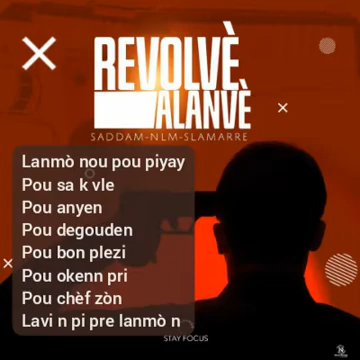 REVOLVÈ
ALANVÈ
SADDAM-NLM-SLAMARRE
Lanmò nou pou piyay
Pou sa k vle
Pou anyen
Pou degouden
Pou bon plezi
Pou okenn pri
Pou chèf zòn
Lavi n pi pre lanmò n
STAY FOCUS